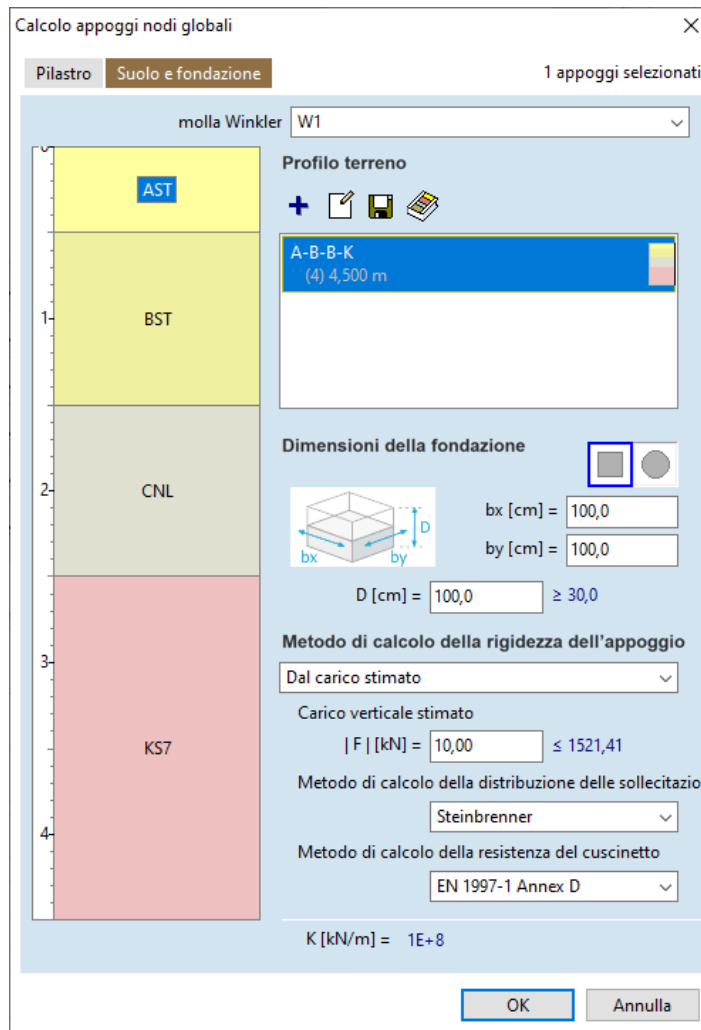 Calcolo appoggi nodi globali
Pilastro
Suolo e fondazione
1 appoggi selezionati
molla Winkler
W1
Profilo terreno
A-B-B-K
(4) 4,500 m
0
AST
1
BST
2
CNL
3
KS7
4
Dimensioni della fondazione
bx
by
D
bx [cm] = 100,0
by [cm] = 100,0
D [cm] = 100,0 ≥ 30,0
Metodo di calcolo della rigidezza dell'appoggio
Dal carico stimato
Carico verticale stimato
| F | [kN] = 10,00 ≤ 1521,41
Metodo di calcolo della distribuzione delle sollecitazio
Steinbrenner
Metodo di calcolo della resistenza del cuscinetto
EN 1997-1 Annex D
K [kN/m] = 1E+8
OK
Annulla